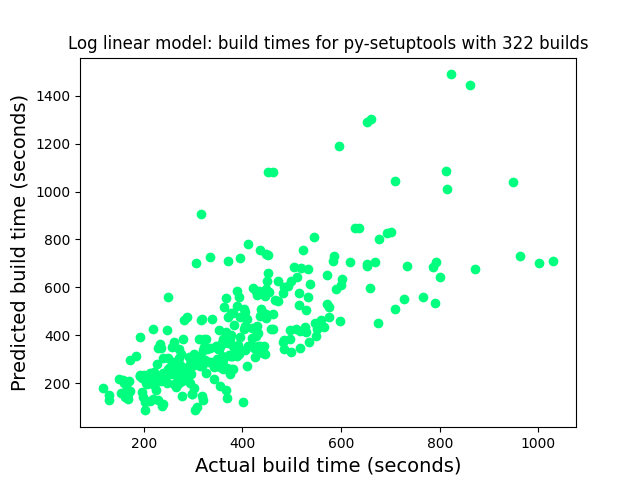 Log linear model: build times for py-setuptools with 322 builds
Predicted build time (seconds)
1400
1200
1000
800
600
400
200
200 400 600 800 1000
Actual build time (seconds)